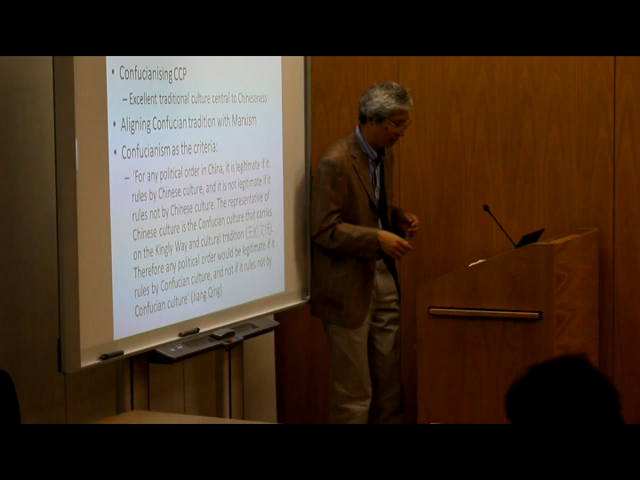 • Confucianising CCP
– Excellent traditional culture central to Chineseness
• Aligning Confucian tradition with Marxism
• Confucianism as the criteria:
– 'For any political order in China, it is legitimate if it
rules by Chinese culture, and it is not legitimate if it
rules not by Chinese culture. The representative of
Chinese culture is the Confucian culture that carries
on the Kingly Way and cultural tradition
Therefore any political order would be legitimate if it
rules by Confucian culture, and not if it rules not by
Confucian culture' (Jiang Qing)